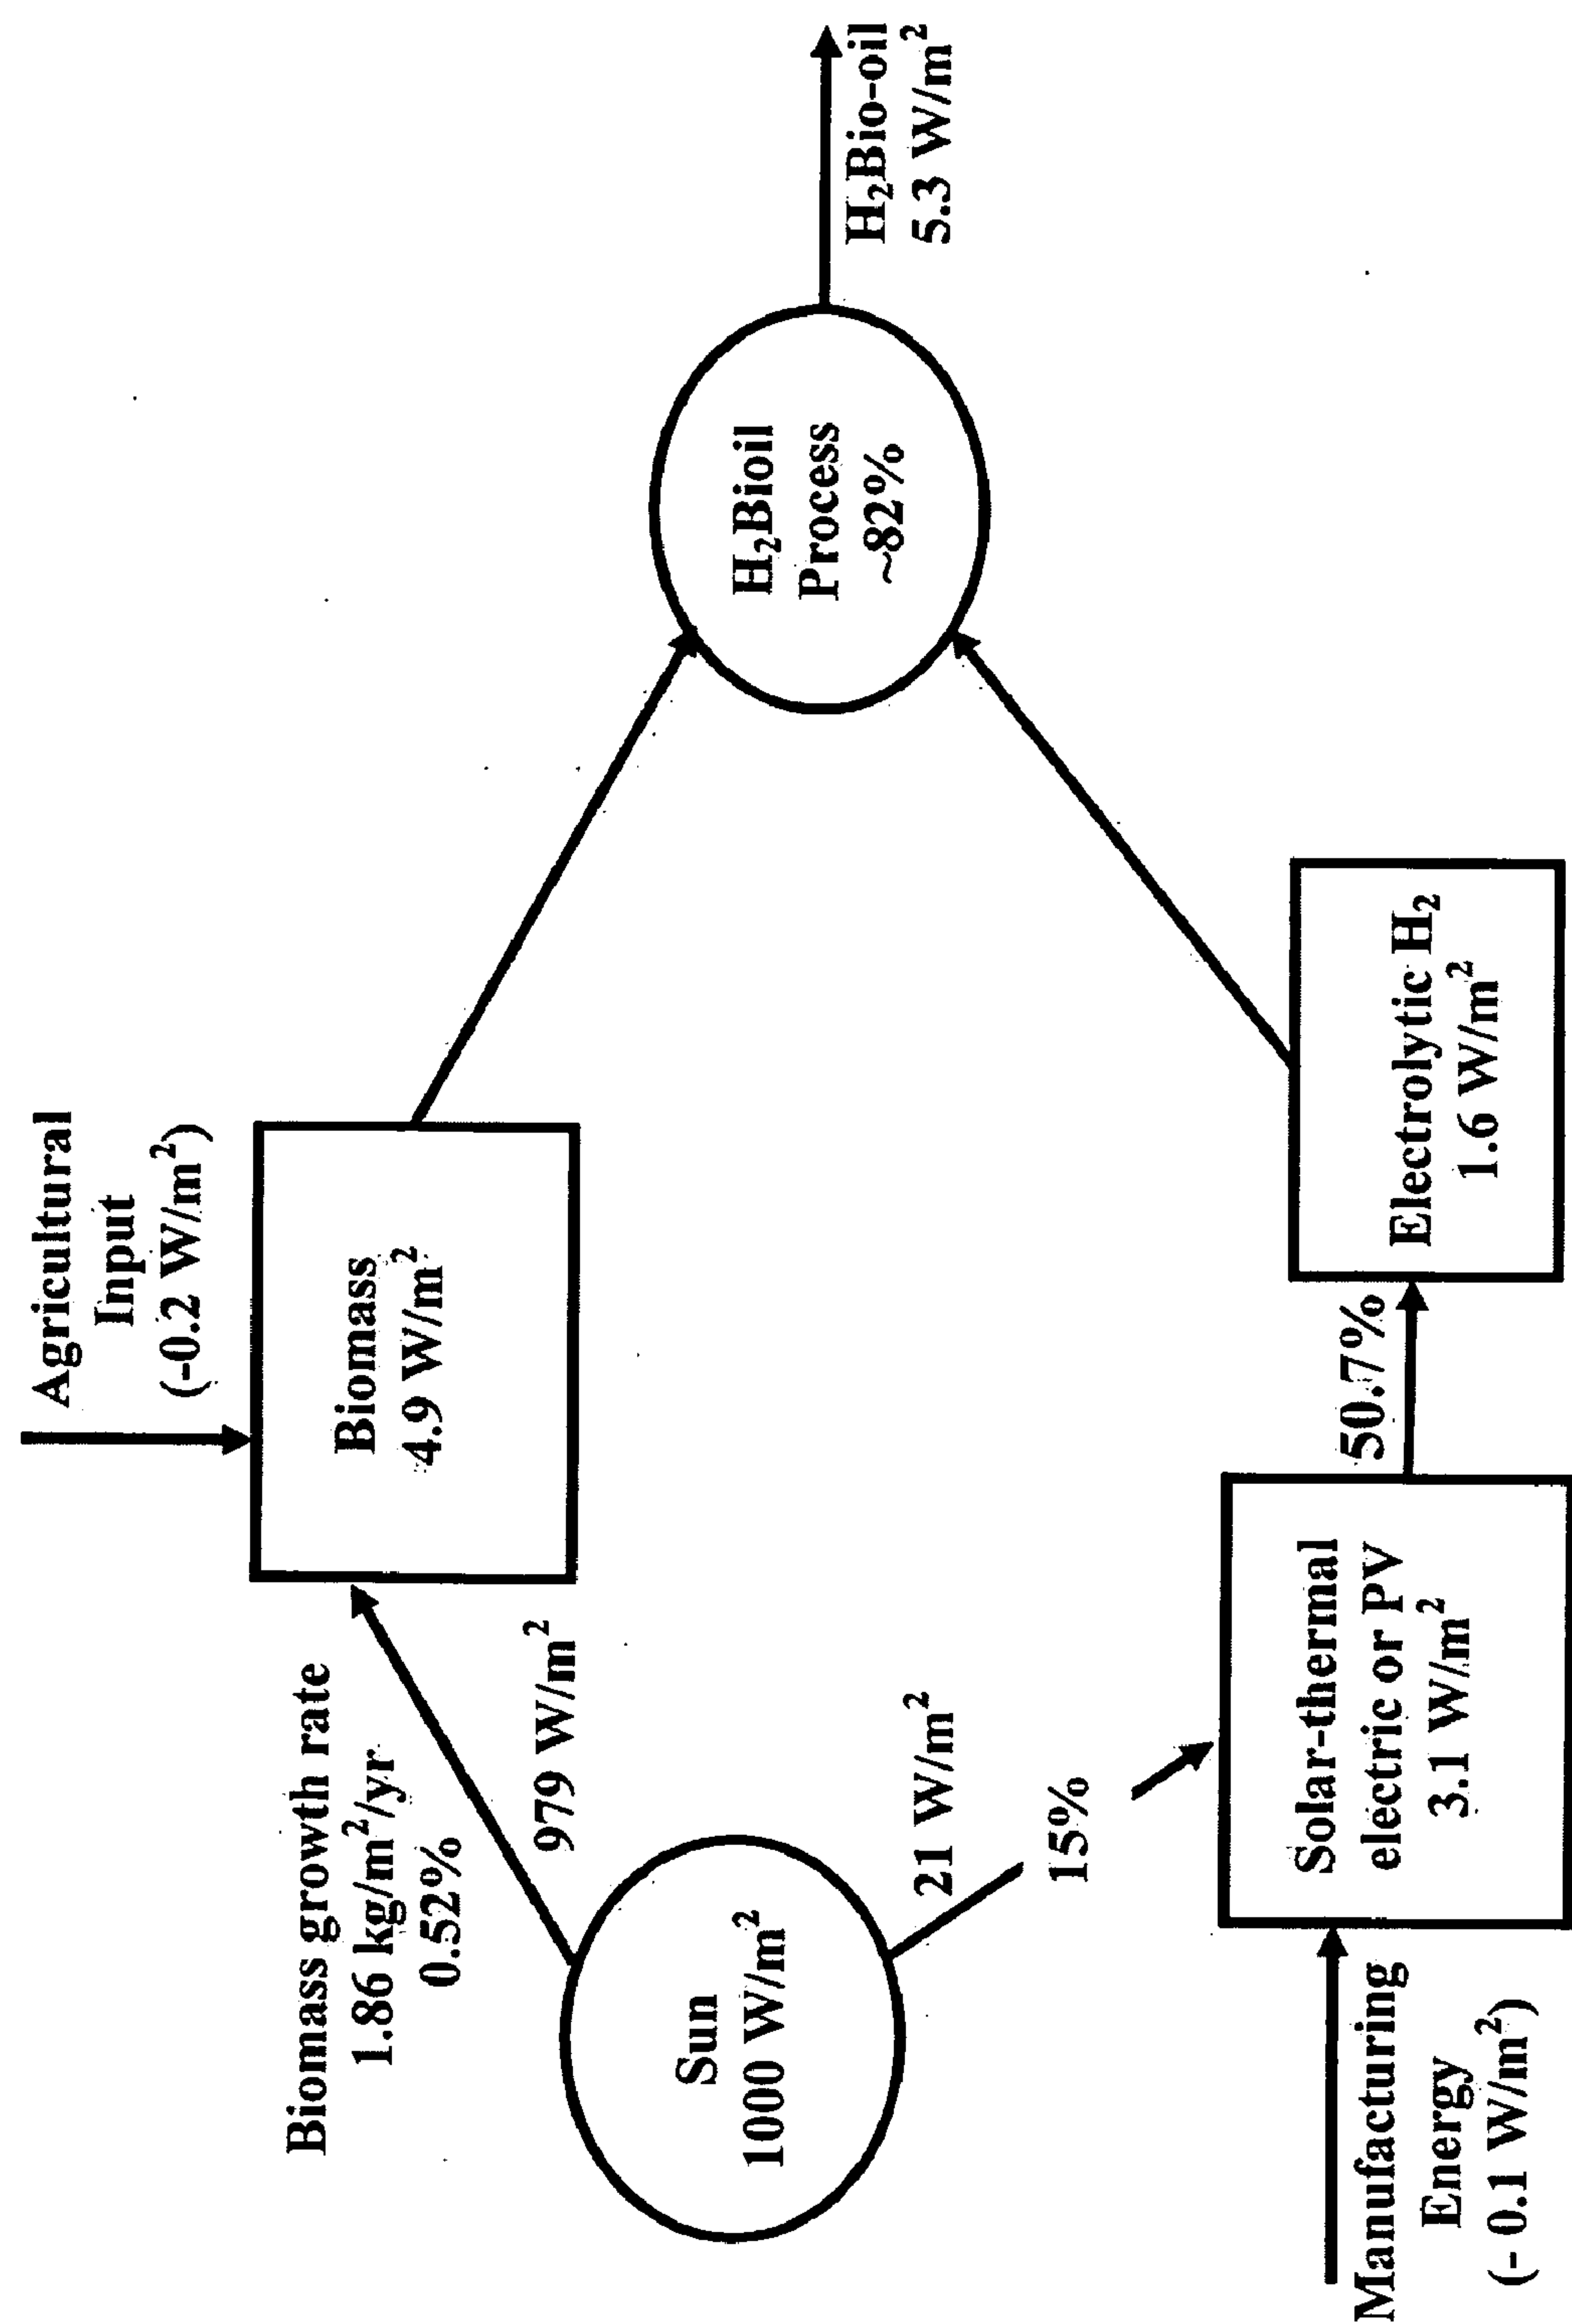 Agricultural
Input
(-0.2 W/m²)
Biomass growth rate
1.86 kg/m²/yr
0.52%
Biomass
4.9 W/m²
979 W/m²
Sun
1000 W/m²
H₂Bioil
Process
~82%
H₂Bio-oil
5.3 W/m²
21 W/m²
15%
Solar-thermal
electric or PV
3.1 W/m²
50.7%
Electrolytic H₂
1.6 W/m²
Manufacturing
Energy
(- 0.1 W/m²)